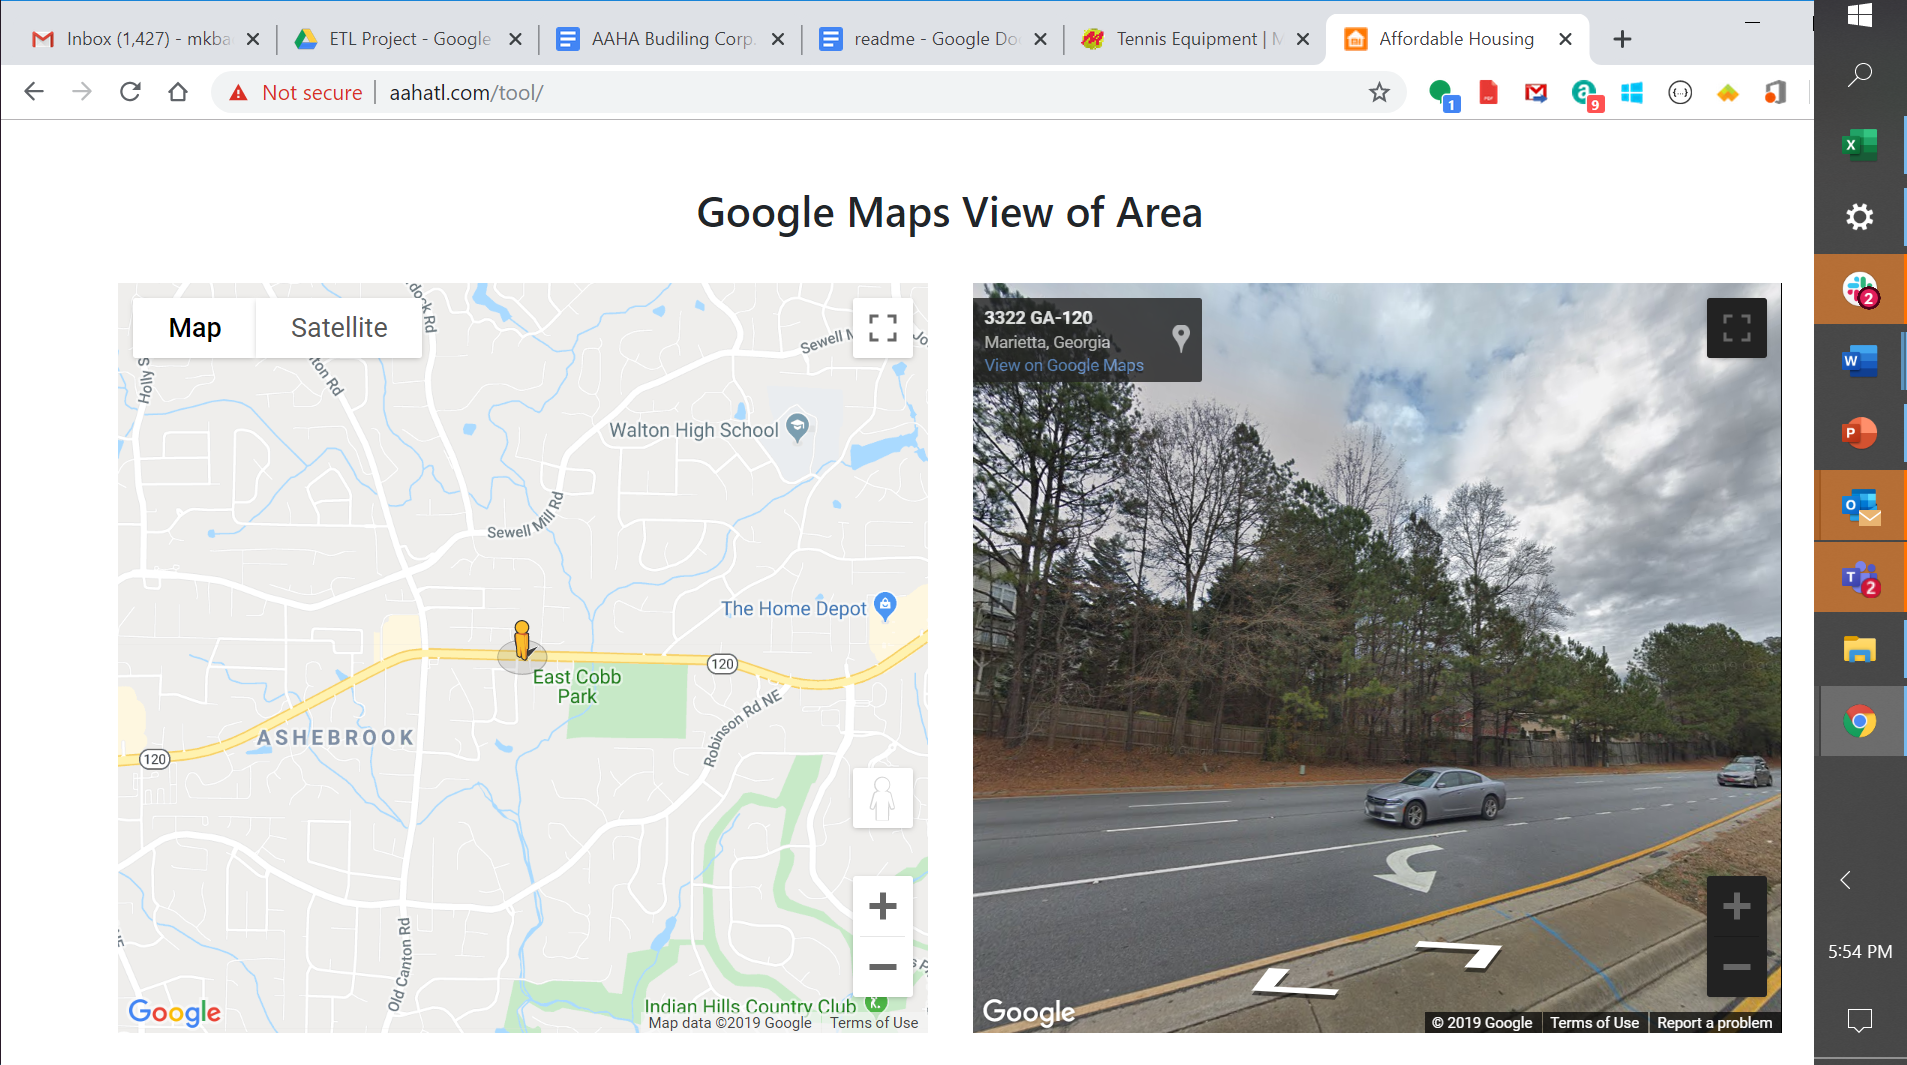 Inbox (1,427) - mkba
ETL Project - Google
AAHA Budiling Corp.
readme - Google Do
Tennis Equipment | M
Affordable Housing
Not secure
aahatl.com/tool/
1
PDF
9
Google Maps View of Area
Map
Satellite
dock Rd
Holly S
ton Rd
Sewell M
Jo
Walton High School
Sewell Mill Rd
The Home Depot
120
East Cobb
Park
Robinson Rd NE
ASHEBROOK
120
Old Canton Rd
Indian Hills Country Club
Google
Map data ©2019 Google
Terms of Use
3322 GA-120
Marietta, Georgia
View on Google Maps
Google
© 2019 Google
Terms of Use
Report a problem
X
2
W
P
O
T
2
5:54 PM